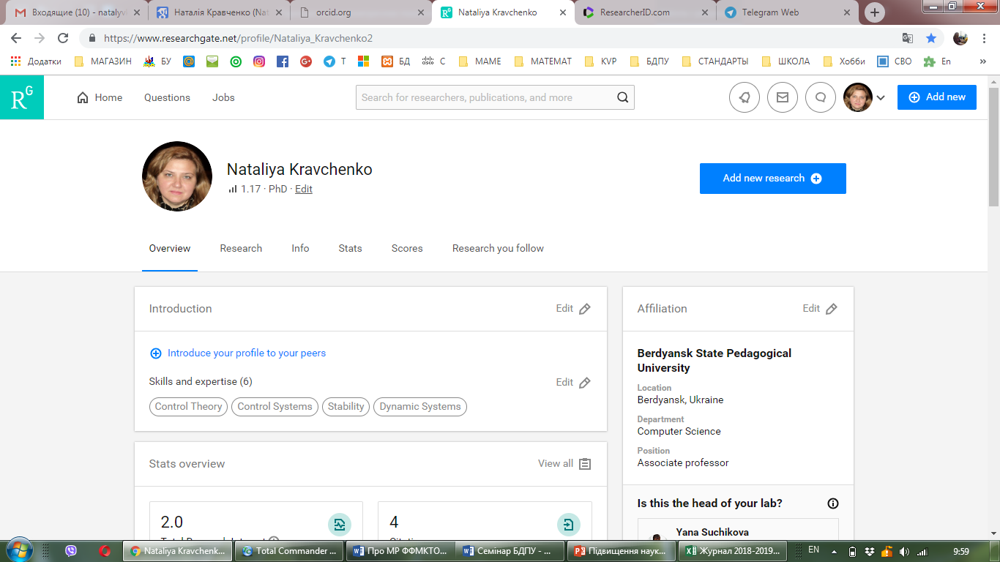 Входящие (10) - natalyv
Наталія Кравченко (Nat
orcid.org
Nataliya Kravchenko
ResearcherID.com
Telegram Web
https://www.researchgate.net/profile/Nataliya_Kravchenko2
Додатки МАГАЗИН БУ Т БД С МАМЕ МАТЕМАТ KVP БДПУ СТАНДАРТЫ ШКОЛА Хобби СВО En »
RG
Home Questions Jobs
Search for researchers, publications, and more
Add new
Nataliya Kravchenko
1.17 · PhD · Edit
Add new research
Overview Research Info Stats Scores Research you follow
Introduction Edit
Introduce your profile to your peers
Skills and expertise (6) Edit
Control Theory Control Systems Stability Dynamic Systems
Stats overview View all
2.0
4
Affiliation Edit
Berdyansk State Pedagogical
University
Location
Berdyansk, Ukraine
Department
Computer Science
Position
Associate professor
Is this the head of your lab?
Yana Suchikova
Nataliya Kravchenk...
Total Commander ...
Про МР ФФМКТО...
Семінар БДПУ - ...
Підвищення наук...
Журнал 2018-2019...
EN
9:59